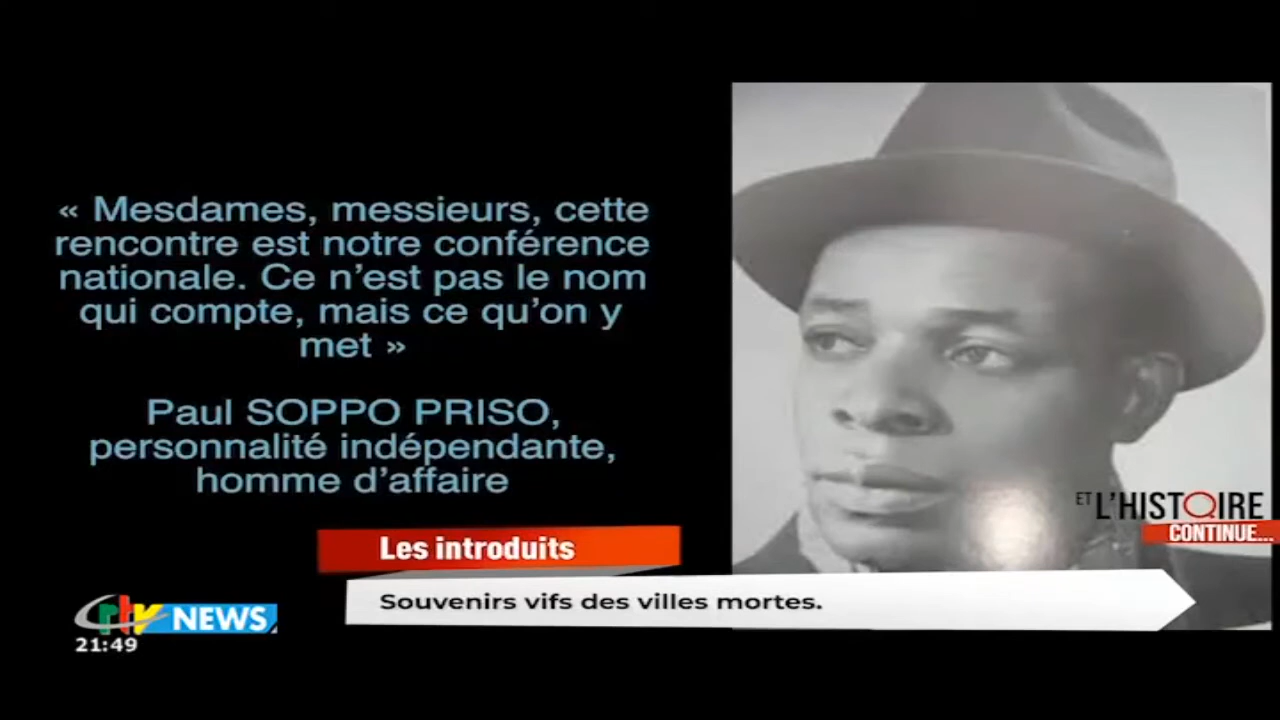 « Mesdames, messieurs, cette
rencontre est notre conférence
nationale. Ce n’est pas le nom
qui compte, mais ce qu’on y
met »
Paul SOPPO PRISO,
personnalité indépendante,
homme d’affaire
ET L'HISTOIRE
CONTINUE...
Les introduits
Souvenirs vifs des villes mortes.
crtv NEWS
21:49